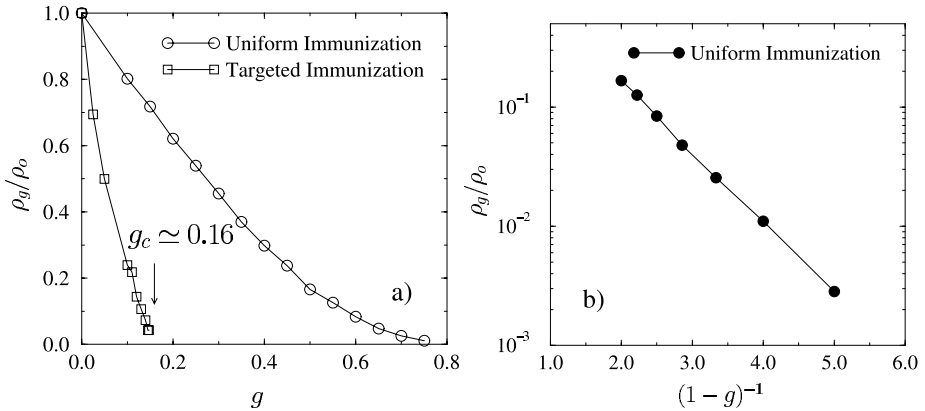 1.0
0.8
0.6
0.4
0.2
0.0
ρg/ρo
Uniform Immunization
Targeted Immunization
gc ≃ 0.16
a)
0.0 0.2 0.4 0.6 0.8
g
10⁻¹
10⁻²
10⁻³
ρg/ρo
Uniform Immunization
b)
1.0 2.0 3.0 4.0 5.0 6.0
(1 − g)⁻¹